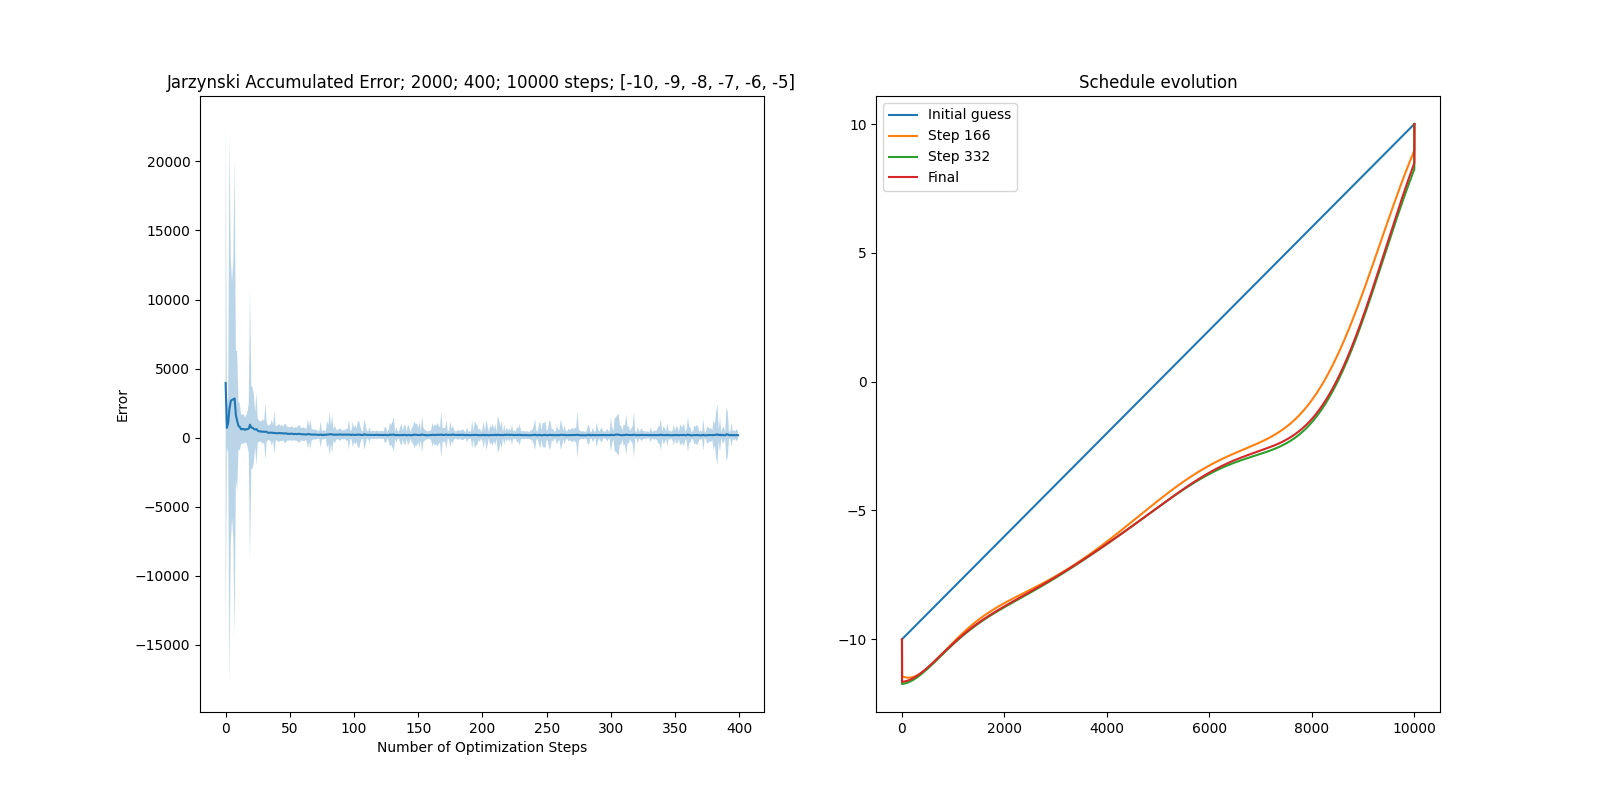 Jarzynski Accumulated Error; 2000; 400; 10000 steps; [-10, -9, -8, -7, -6, -5]
20000
15000
10000
5000
0
−5000
−10000
−15000
Error
0 50 100 150 200 250 300 350 400
Number of Optimization Steps
Schedule evolution
Initial guess
Step 166
Step 332
Final
10
5
0
−5
−10
0 2000 4000 6000 8000 10000